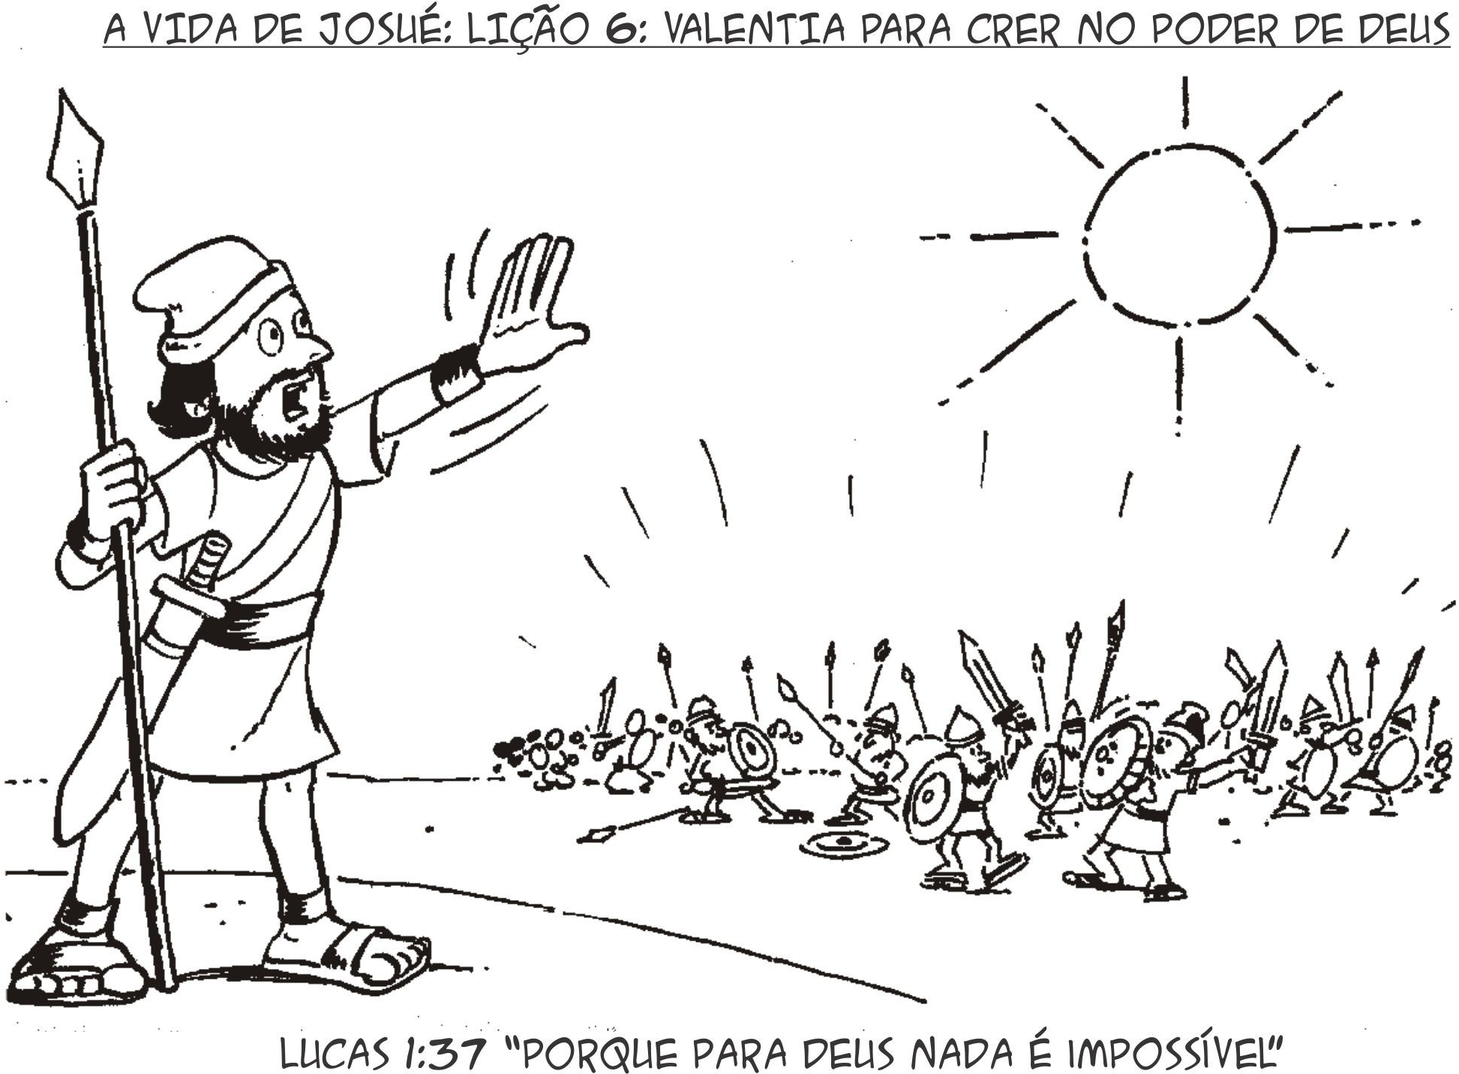 A VIDA DE JOSUÉ: LIÇÃO 6: VALENTIA PARA CRER NO PODER DE DEUS
LUCAS 1:37 "PORQUE PARA DEUS NADA É IMPOSSÍVEL"